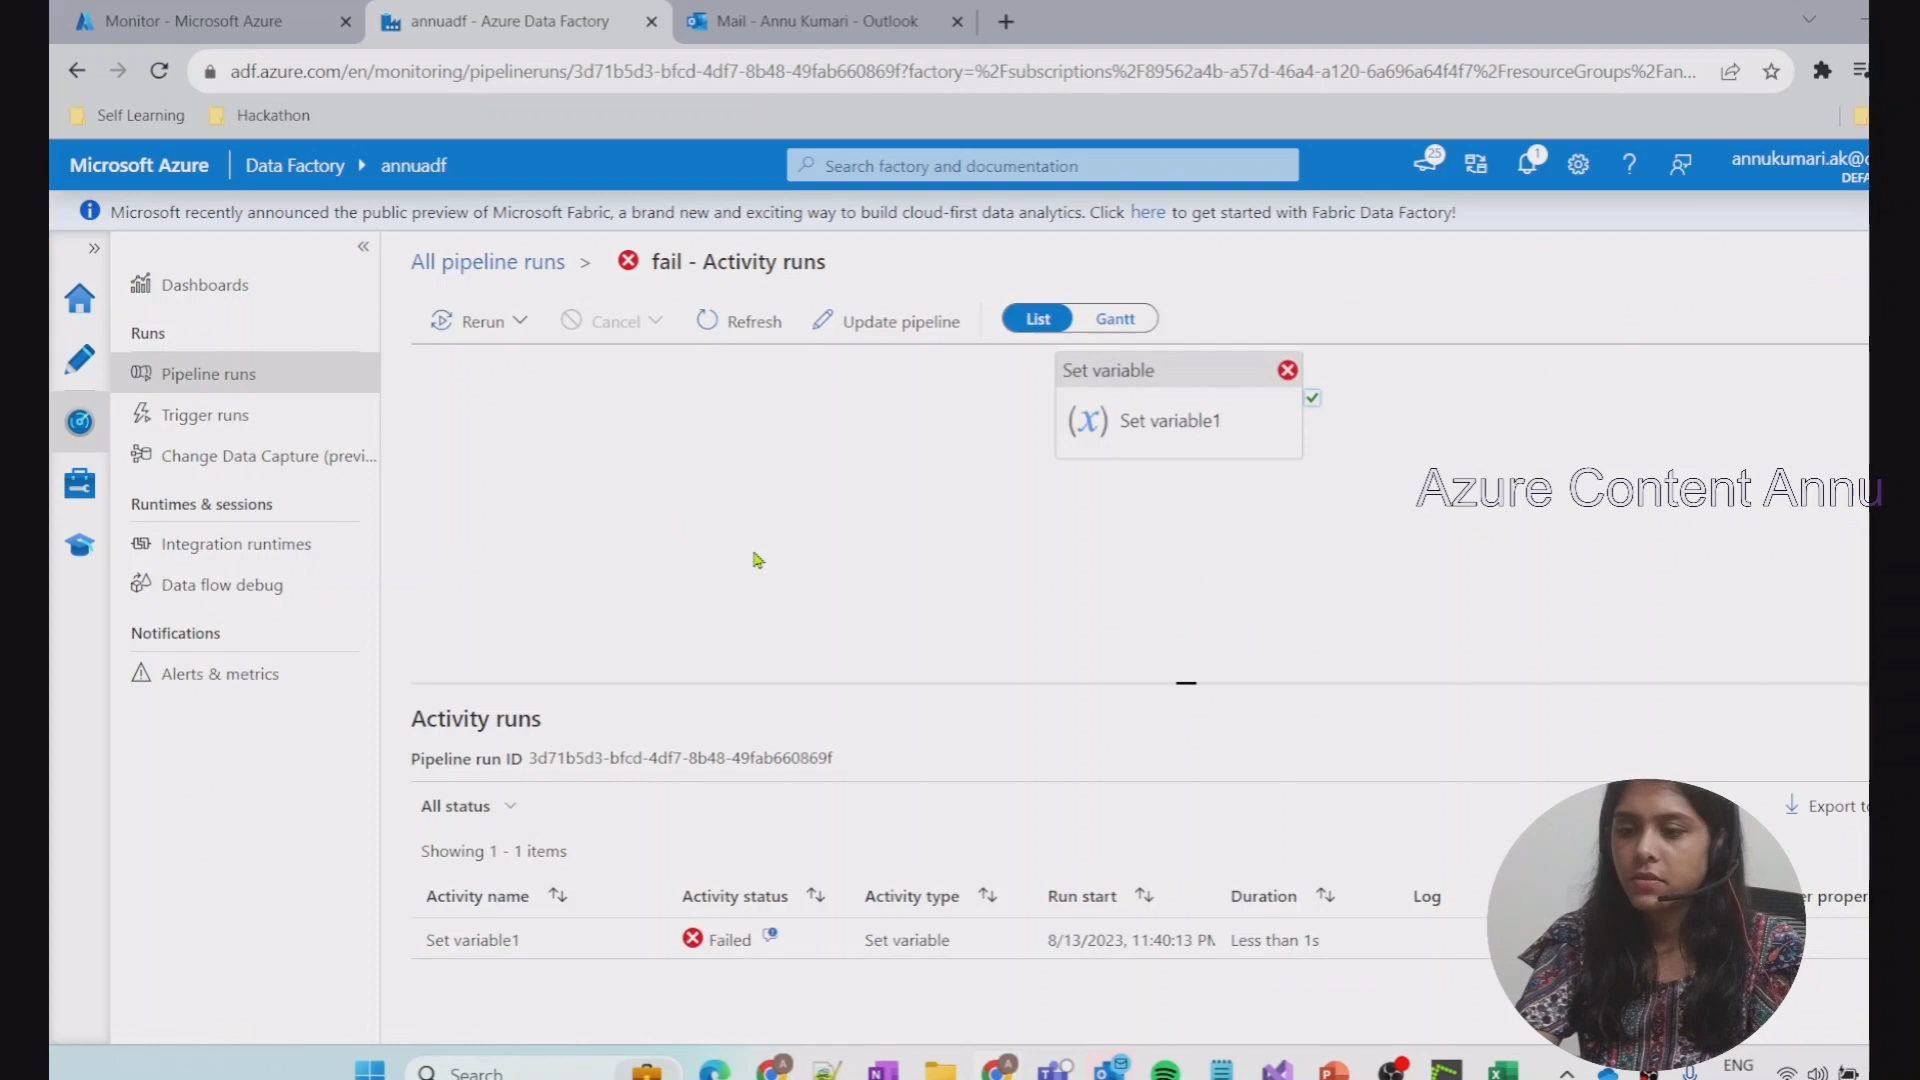 Monitor - Microsoft Azure
annuadf - Azure Data Factory
Mail - Annu Kumari - Outlook
adf.azure.com/en/monitoring/pipelineruns/3d71b5d3-bfcd-4df7-8b48-49fab660869f?factory=%2Fsubscriptions%2F89562a4b-a57d-46a4-a120-6a696a64f4f7%2FresourceGroups%2Fan...
Self Learning
Hackathon
Microsoft Azure
Data Factory
annuadf
Search factory and documentation
25
1
annukumari.ak@
DEFA
Microsoft recently announced the public preview of Microsoft Fabric, a brand new and exciting way to build cloud-first data analytics. Click here to get started with Fabric Data Factory!
All pipeline runs > fail - Activity runs
Dashboards
Runs
Rerun
Cancel
Refresh
Update pipeline
List
Gantt
Pipeline runs
Trigger runs
Change Data Capture (previ...
Runtimes & sessions
Integration runtimes
Data flow debug
Notifications
Alerts & metrics
Set variable
(x) Set variable1
Azure Content Annu
Activity runs
Pipeline run ID 3d71b5d3-bfcd-4df7-8b48-49fab660869f
All status
Export to
Showing 1 - 1 items
Activity name
Activity status
Activity type
Run start
Duration
Log
er proper
Set variable1
Failed
Set variable
8/13/2023, 11:40:13 PM
Less than 1s
Search
ENG